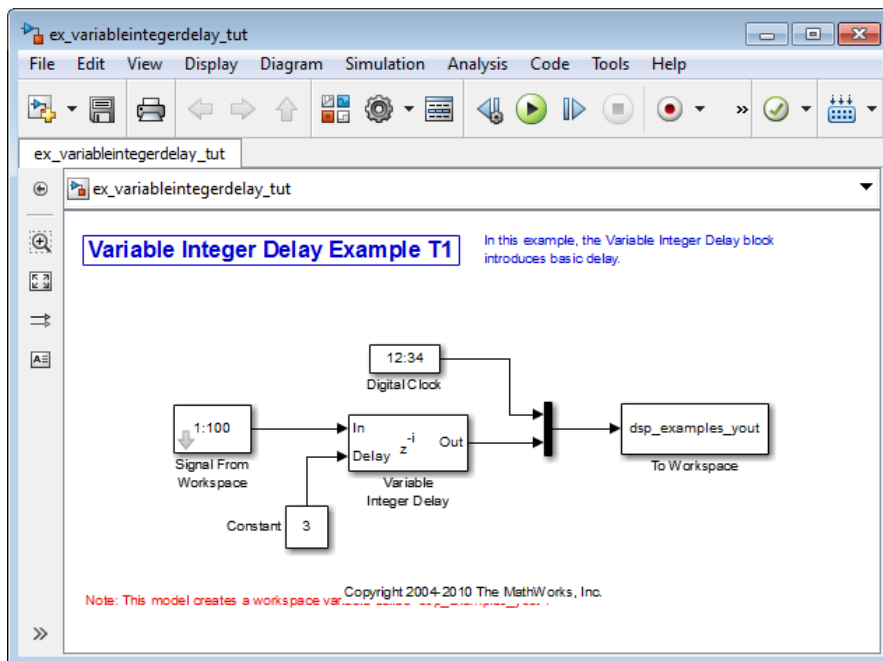 ex_variableintegerdelay_tut
File Edit View Display Diagram Simulation Analysis Code Tools Help
»
ex_variableintegerdelay_tut
ex_variableintegerdelay_tut
Variable Integer Delay Example T1
In this example, the Variable Integer Delay block
introduces basic delay.
12:34
Digital Clock
1:100
Signal From
Workspace
In
Delay
z-i
Out
Variable
Integer Delay
dsp_examples_yout
To Workspace
Constant
3
Copyright 2004-2010 The MathWorks, Inc.
Note: This model creates a workspace